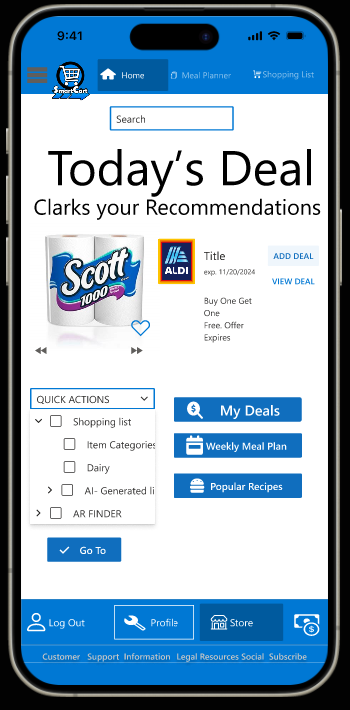 9:41
SmartCart
Home
Meal Planner
Shopping List
Search
Today's Deal
Clarks your Recommendations
Scott
1000
ALDI
Title
exp. 11/20/2024
ADD DEAL
VIEW DEAL
Buy One Get
One
Free. Offer
Expires
QUICK ACTIONS
Shopping list
Item Categories
Dairy
AI- Generated li
AR FINDER
Go To
My Deals
Weekly Meal Plan
Popular Recipes
Log Out
Profile
Store
Customer Support Information Legal Resources Social Subscribe